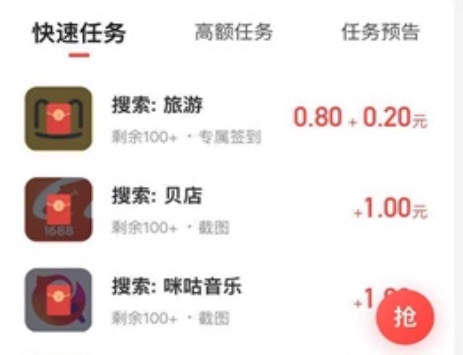 快速任务 高额任务 任务预告
搜索: 旅游
0.80 + 0.20元
剩余100+ · 专属签到
搜索: 贝店
+1.00元
剩余100+ · 截图
1688
搜索: 咪咕音乐
+1
抢
剩余100+ · 截图